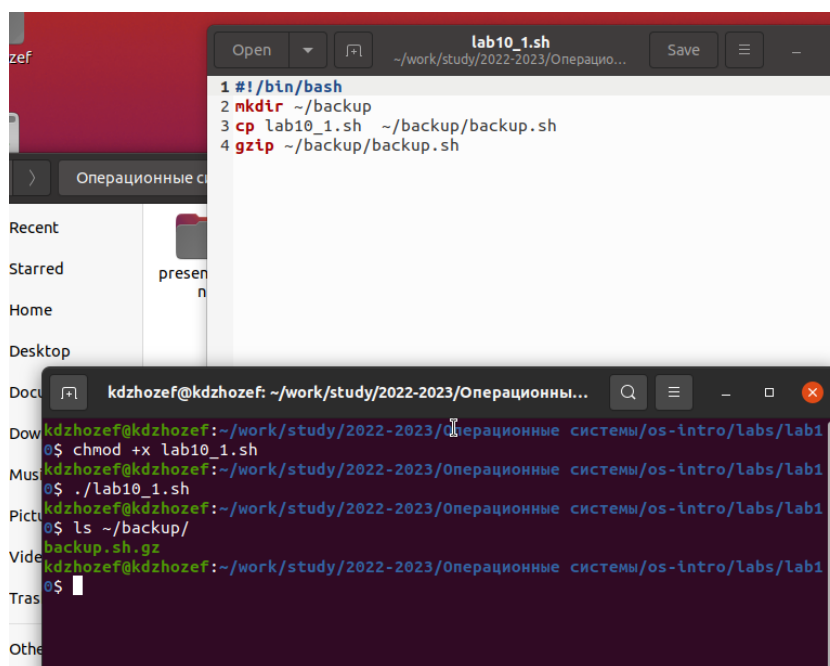 zef
Open
lab10_1.sh
~/work/study/2022-2023/Операцио...
Save
1 #!/bin/bash
2 mkdir ~/backup
3 cp lab10_1.sh  ~/backup/backup.sh
4 gzip ~/backup/backup.sh
Операционные
Recent
Starred
Home
Desktop
presen
n
kdzhozef@kdzhozef: ~/work/study/2022-2023/Операционны...
kdzhozef@kdzhozef:~/work/study/2022-2023/Операционные системы/os-intro/labs/lab1
0$ chmod +x lab10_1.sh
kdzhozef@kdzhozef:~/work/study/2022-2023/Операционные системы/os-intro/labs/lab1
0$ ./lab10_1.sh
kdzhozef@kdzhozef:~/work/study/2022-2023/Операционные системы/os-intro/labs/lab1
0$ ls ~/backup/
backup.sh.gz
kdzhozef@kdzhozef:~/work/study/2022-2023/Операционные системы/os-intro/labs/lab1
0$
Docu
Dow
Musi
Pictu
Vide
Tras
Othe